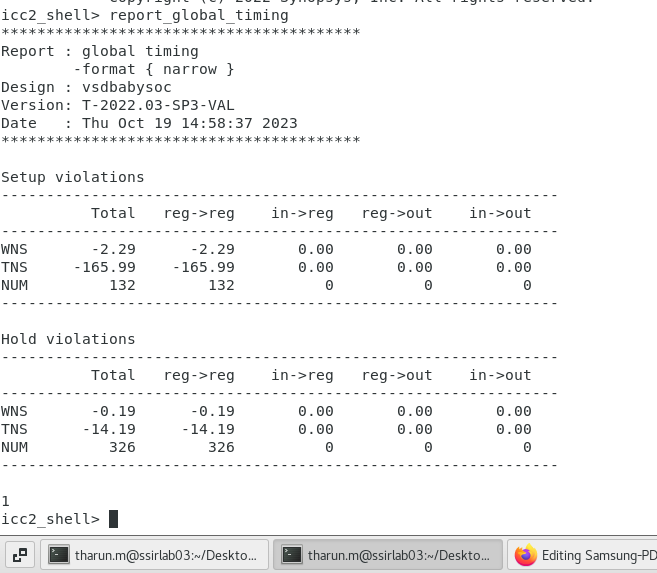 Copyright (c) 2022 Synopsys, Inc. All rights reserved.
icc2_shell> report_global_timing
****************************************
Report : global timing
        -format { narrow }
Design : vsdbabysoc
Version: T-2022.03-SP3-VAL
Date   : Thu Oct 19 14:58:37 2023
****************************************

Setup violations
--------------------------------------------------------------
          Total   reg->reg    in->reg   reg->out    in->out
--------------------------------------------------------------
WNS       -2.29      -2.29       0.00       0.00       0.00
TNS     -165.99    -165.99       0.00       0.00       0.00
NUM         132        132          0          0          0
--------------------------------------------------------------

Hold violations
--------------------------------------------------------------
          Total   reg->reg    in->reg   reg->out    in->out
--------------------------------------------------------------
WNS       -0.19      -0.19       0.00       0.00       0.00
TNS      -14.19     -14.19       0.00       0.00       0.00
NUM         326        326          0          0          0
--------------------------------------------------------------

1
icc2_shell>
tharun.m@ssirlab03:~/Deskto...
tharun.m@ssirlab03:~/Deskto...
Editing Samsung-PD